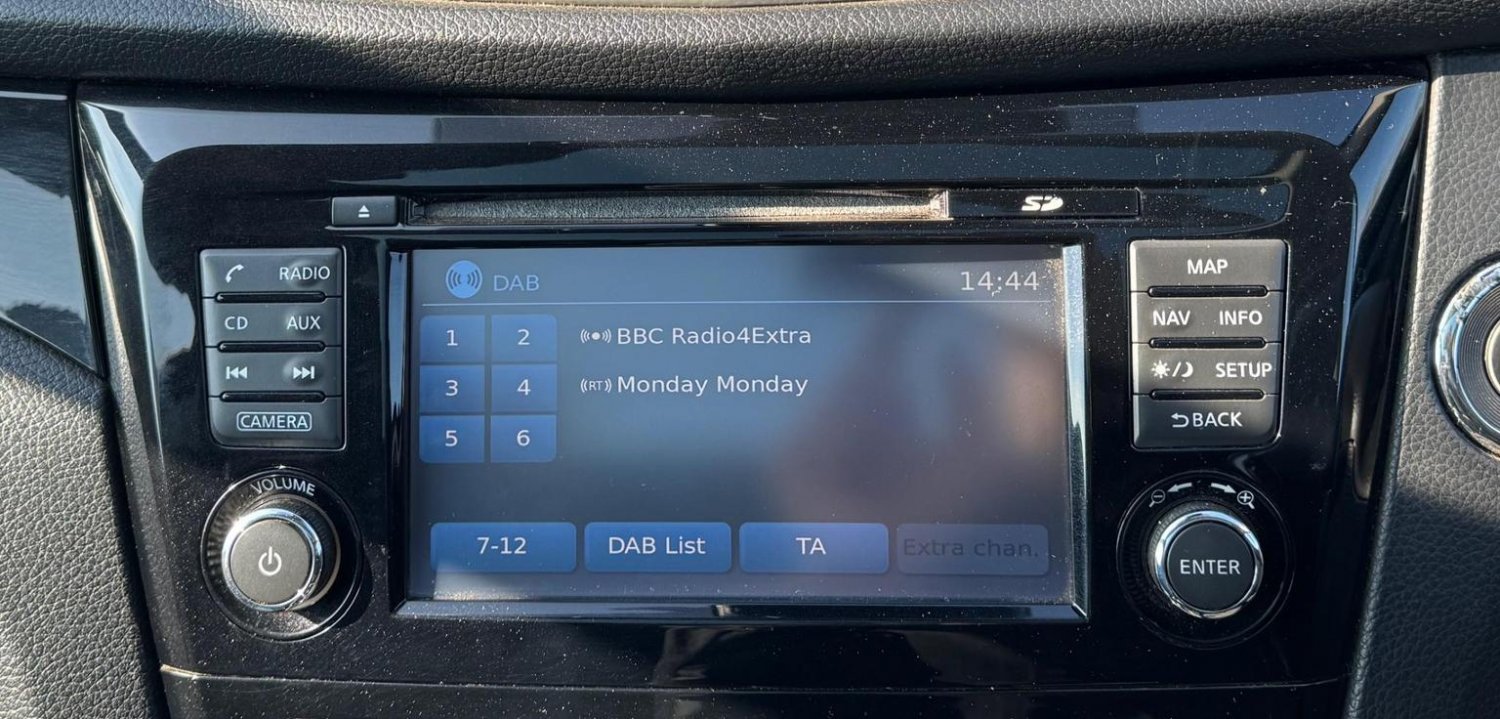 SD
RADIO
CD AUX
CAMERA
VOLUME
DAB 14:44
1 2
BBC Radio4Extra
3 4
(RT) Monday Monday
5 6
7-12 DAB List TA Extra chan.
MAP
NAV INFO
SETUP
BACK
ENTER